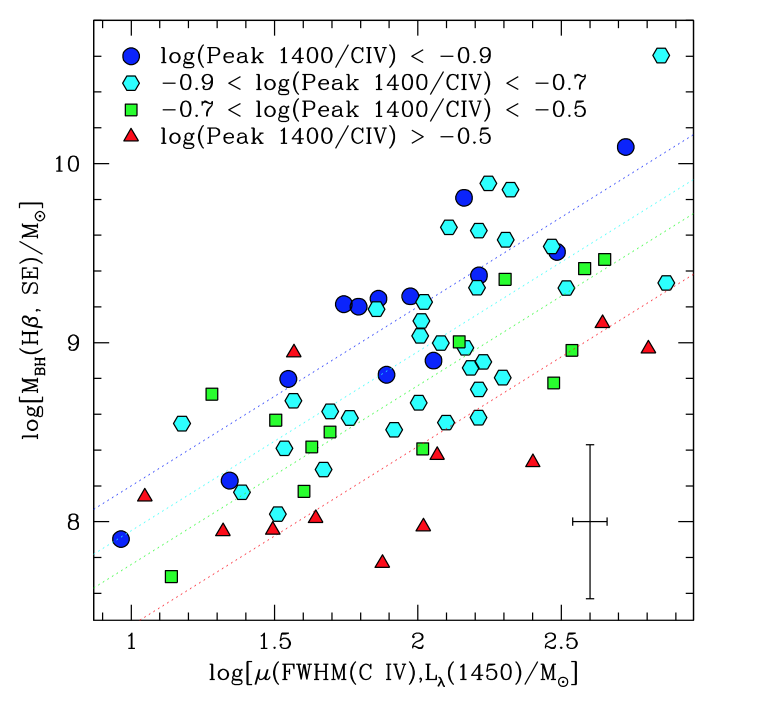 log(Peak 1400/CIV) < −0.9
−0.9 < log(Peak 1400/CIV) < −0.7
−0.7 < log(Peak 1400/CIV) < −0.5
log(Peak 1400/CIV) > −0.5
10
9
8
log[M_BH(Hβ, SE)/M_⊙]
1 1.5 2 2.5
log[μ(FWHM(C IV),L_λ(1450)/M_⊙]